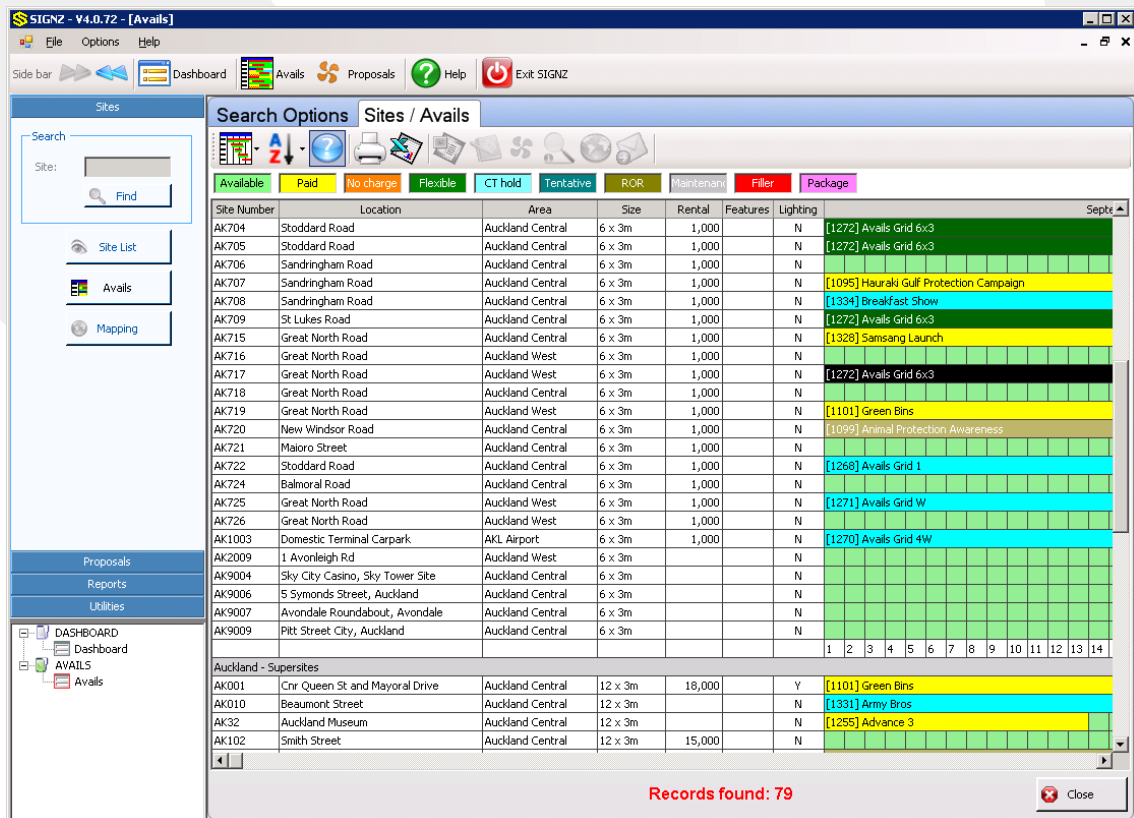 SIGNZ - V4.0.72 - [Avails]
File Options Help
Side bar Dashboard Avails Proposals Help Exit SIGNZ
Sites
Search
Site:
Find
Site List
Avails
Mapping
Proposals
Reports
Utilities
DASHBOARD
Dashboard
AVAILS
Avails
Search Options Sites / Avails
Available Paid No charge Flexible CT hold Tentative ROR Maintenanc Filler Package
Site Number Location Area Size Rental Features Lighting Septe
AK704 Stoddard Road Auckland Central 6 x 3m 1,000 N [1272] Avails Grid 6x3
AK705 Stoddard Road Auckland Central 6 x 3m 1,000 N [1272] Avails Grid 6x3
AK706 Sandringham Road Auckland Central 6 x 3m 1,000 N
AK707 Sandringham Road Auckland Central 6 x 3m 1,000 N [1095] Hauraki Gulf Protection Campaign
AK708 Sandringham Road Auckland Central 6 x 3m 1,000 N [1334] Breakfast Show
AK709 St Lukes Road Auckland Central 6 x 3m 1,000 N [1272] Avails Grid 6x3
AK715 Great North Road Auckland Central 6 x 3m 1,000 N [1328] Samsang Launch
AK716 Great North Road Auckland West 6 x 3m 1,000 N
AK717 Great North Road Auckland West 6 x 3m 1,000 N [1272] Avails Grid 6x3
AK718 Great North Road Auckland Central 6 x 3m 1,000 N
AK719 Great North Road Auckland West 6 x 3m 1,000 N [1101] Green Bins
AK720 New Windsor Road Auckland Central 6 x 3m 1,000 N [1099] Animal Protection Awareness
AK721 Maioro Street Auckland Central 6 x 3m 1,000 N
AK722 Stoddard Road Auckland Central 6 x 3m 1,000 N [1268] Avails Grid 1
AK724 Balmoral Road Auckland Central 6 x 3m 1,000 N
AK725 Great North Road Auckland West 6 x 3m 1,000 N [1271] Avails Grid W
AK726 Great North Road Auckland West 6 x 3m 1,000 N
AK1003 Domestic Terminal Carpark AKL Airport 6 x 3m 1,000 N [1270] Avails Grid 4W
AK2009 1 Avonleigh Rd Auckland West 6 x 3m N
AK9004 Sky City Casino, Sky Tower Site Auckland Central 6 x 3m N
AK9006 5 Symonds Street, Auckland Auckland Central 6 x 3m N
AK9007 Avondale Roundabout, Avondale Auckland Central 6 x 3m N
AK9009 Pitt Street City, Auckland Auckland Central 6 x 3m N
1 2 3 4 5 6 7 8 9 10 11 12 13 14
Auckland - Supersites
AK001 Cnr Queen St and Mayoral Drive Auckland Central 12 x 3m 18,000 Y [1101] Green Bins
AK010 Beaumont Street Auckland Central 12 x 3m N [1331] Army Bros
AK32 Auckland Museum Auckland Central 12 x 3m N [1255] Advance 3
AK102 Smith Street Auckland Central 12 x 3m 15,000 N
Records found: 79
Close